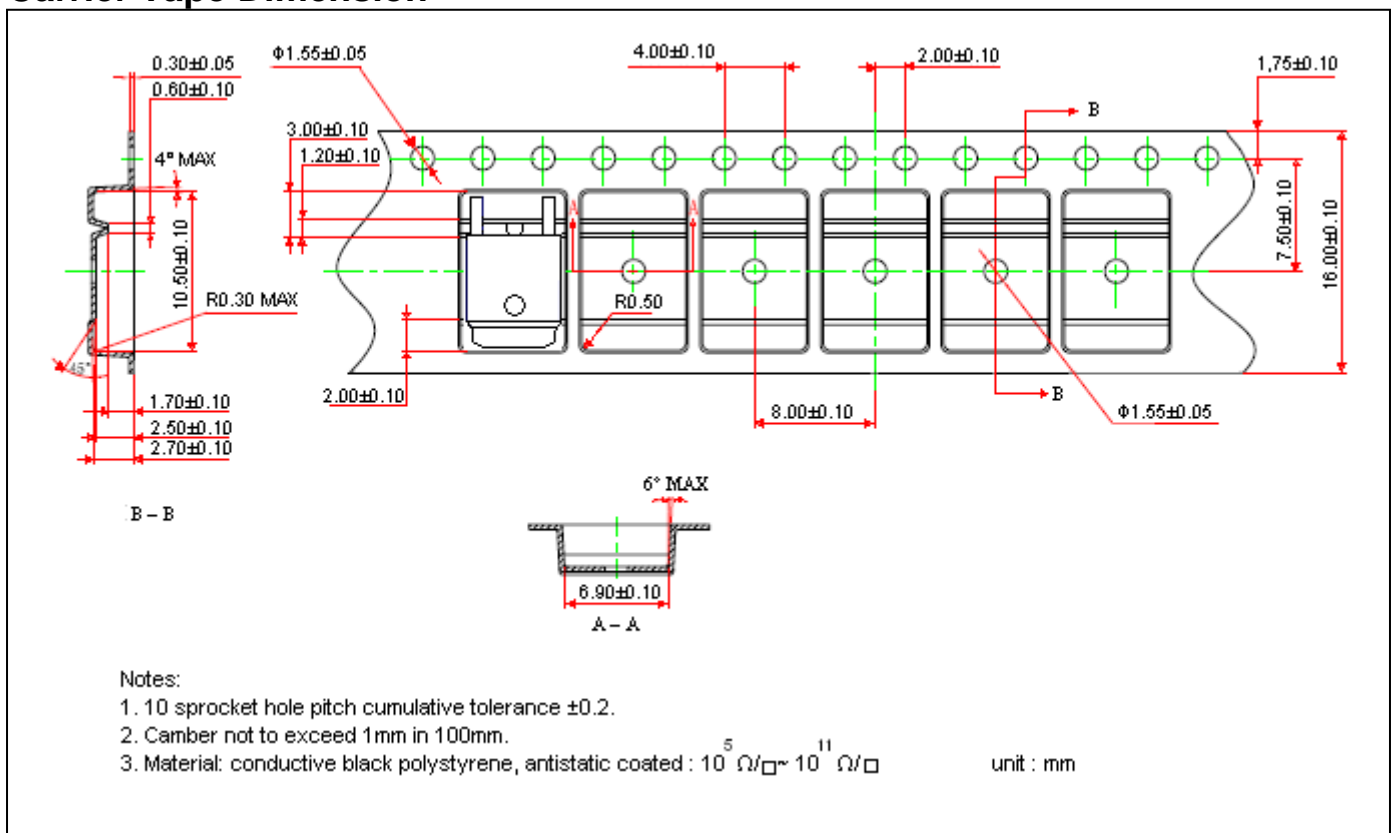 0.30±0.05
Φ1.55±0.05
4.00±0.10
2.00±0.10
1,75±0.10
0.60±0.10
B
3.00±0.10
1.20±0.10
4° MAX
A
A
7.50±0.10
16.00±0.10
10.50±0.10
R0.30 MAX
R0.50
45°
2.00±0.10
1.70±0.10
B
8.00±0.10
Φ1.55±0.05
2.50±0.10
2.70±0.10
6° MAX
B – B
6.90±0.10
A – A
Notes:
1. 10 sprocket hole pitch cumulative tolerance ±0.2.
2. Camber not to exceed 1mm in 100mm.
3. Material: conductive black polystyrene, antistatic coated : 10⁵ Ω/□~ 10¹¹ Ω/□ unit : mm